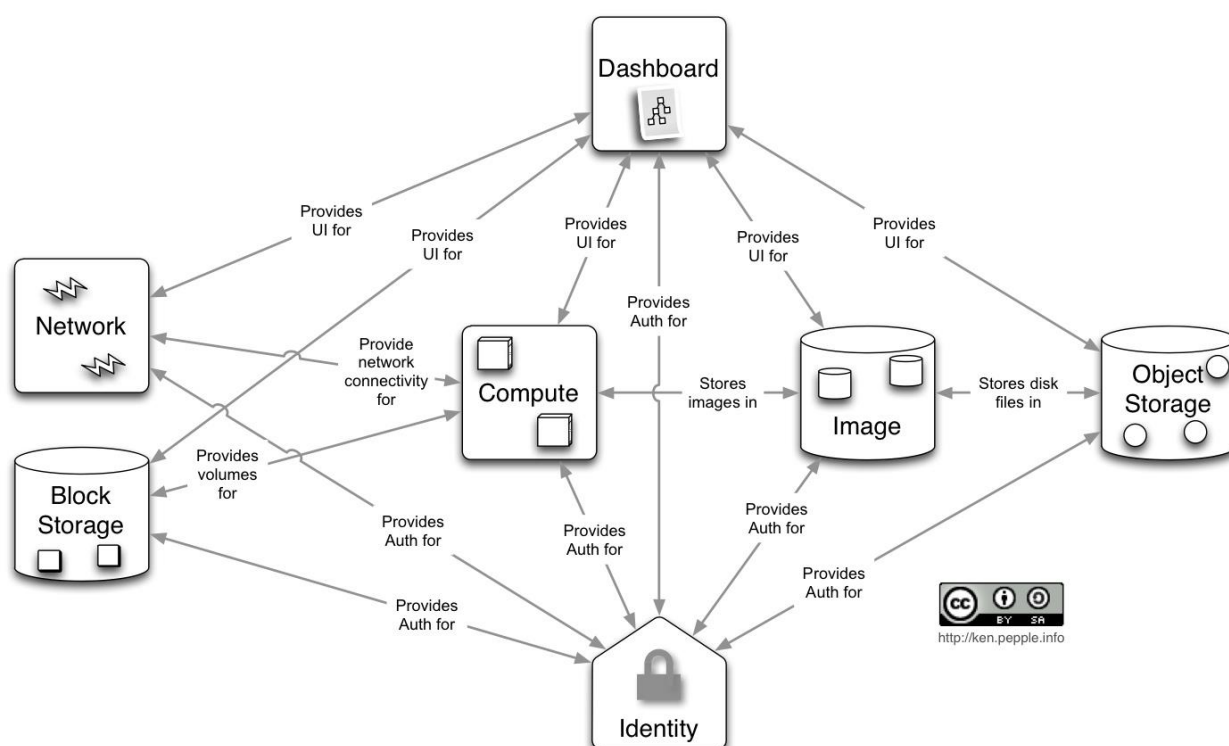 Dashboard
Provides
UI for
Provides
UI for
Provides
UI for
Provides
UI for
Provides
UI for
Network
Provides
Auth for
Provide
network
connectivity
for
Compute
Stores
images in
Image
Stores disk
files in
Object
Storage
Block
Storage
Provides
volumes
for
Provides
Auth for
Provides
Auth for
Provides
Auth for
Provides
Auth for
Provides
Auth for
Identity
cc
BY SA
http://ken.pepple.info